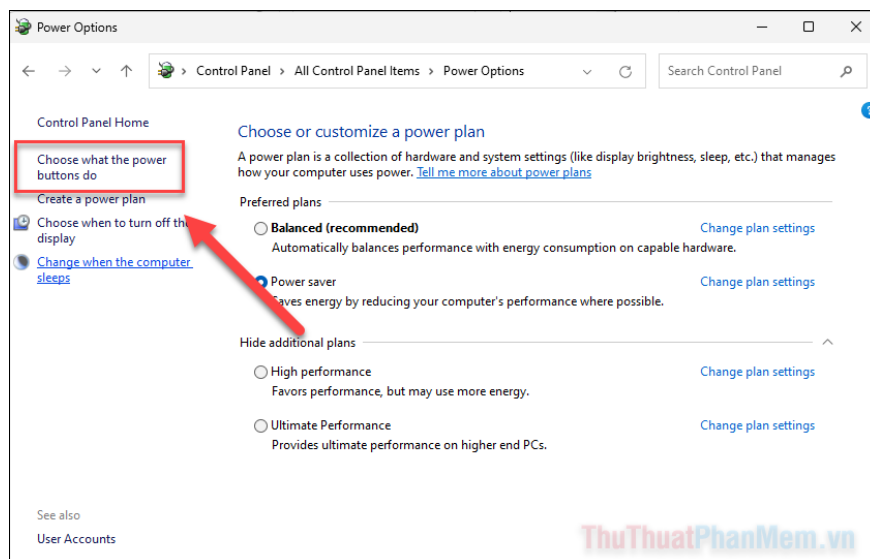 Power Options
Control Panel > All Control Panel Items > Power Options
Search Control Panel
Control Panel Home
Choose what the power
buttons do
Create a power plan
Choose when to turn off the
display
Change when the computer
sleeps
Choose or customize a power plan
A power plan is a collection of hardware and system settings (like display brightness, sleep, etc.) that manages
how your computer uses power. Tell me more about power plans
Preferred plans
Balanced (recommended)
Change plan settings
Automatically balances performance with energy consumption on capable hardware.
Power saver
Change plan settings
Saves energy by reducing your computer's performance where possible.
Hide additional plans
High performance
Change plan settings
Favors performance, but may use more energy.
Ultimate Performance
Change plan settings
Provides ultimate performance on higher end PCs.
See also
User Accounts
ThuThuatPhanMem.vn